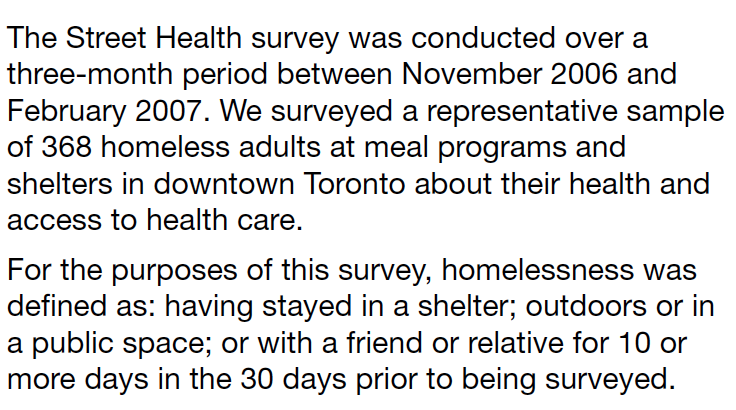 The Street Health survey was conducted over a
three-month period between November 2006 and
February 2007. We surveyed a representative sample
of 368 homeless adults at meal programs and
shelters in downtown Toronto about their health and
access to health care.
For the purposes of this survey, homelessness was
defined as: having stayed in a shelter; outdoors or in
a public space; or with a friend or relative for 10 or
more days in the 30 days prior to being surveyed.